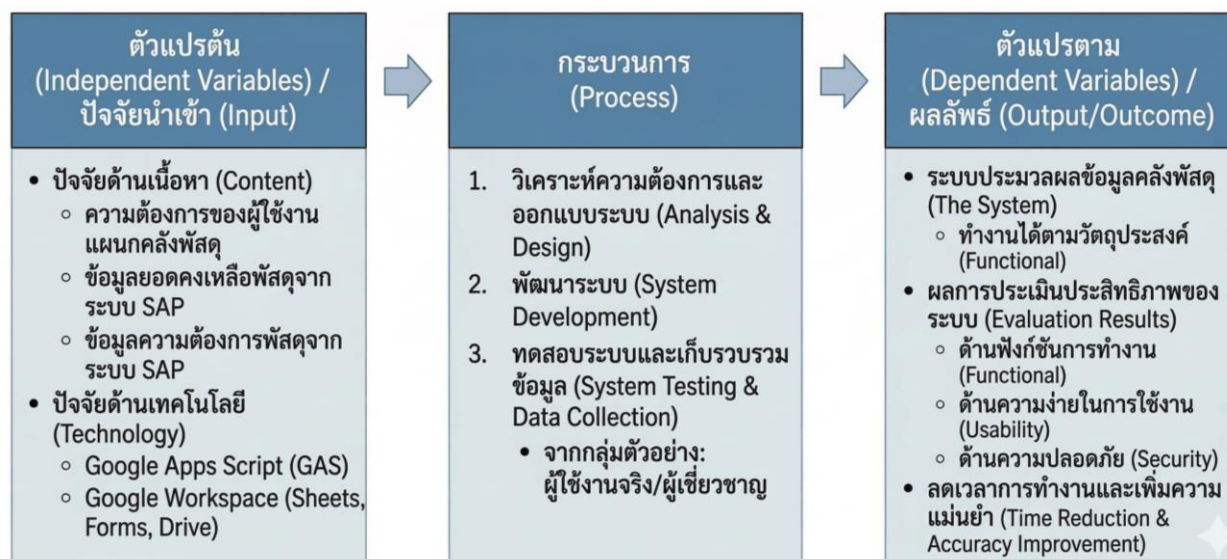 ตัวแปรต้น
(Independent Variables) /
ปัจจัยนำเข้า (Input)
• ปัจจัยด้านเนื้อหา (Content)
○ ความต้องการของผู้ใช้งาน
แผนกคลังพัสดุ
○ ข้อมูลยอดคงเหลือพัสดุจาก
ระบบ SAP
○ ข้อมูลความต้องการพัสดุจาก
ระบบ SAP
• ปัจจัยด้านเทคโนโลยี
(Technology)
○ Google Apps Script (GAS)
○ Google Workspace (Sheets,
Forms, Drive)
กระบวนการ
(Process)
1. วิเคราะห์ความต้องการและ
ออกแบบระบบ (Analysis &
Design)
2. พัฒนาระบบ (System
Development)
3. ทดสอบระบบและเก็บรวบรวม
ข้อมูล (System Testing &
Data Collection)
• จากกลุ่มตัวอย่าง:
ผู้ใช้งานจริง/ผู้เชี่ยวชาญ
ตัวแปรตาม
(Dependent Variables) /
ผลลัพธ์ (Output/Outcome)
• ระบบประมวลผลข้อมูลคลังพัสดุ
(The System)
○ ทำงานได้ตามวัตถุประสงค์
(Functional)
• ผลการประเมินประสิทธิภาพของ
ระบบ (Evaluation Results)
○ ด้านฟังก์ชันการทำงาน
(Functional)
○ ด้านความง่ายในการใช้งาน
(Usability)
○ ด้านความปลอดภัย (Security)
• ลดเวลาการทำงานและเพิ่มความ
แม่นยำ (Time Reduction &
Accuracy Improvement)